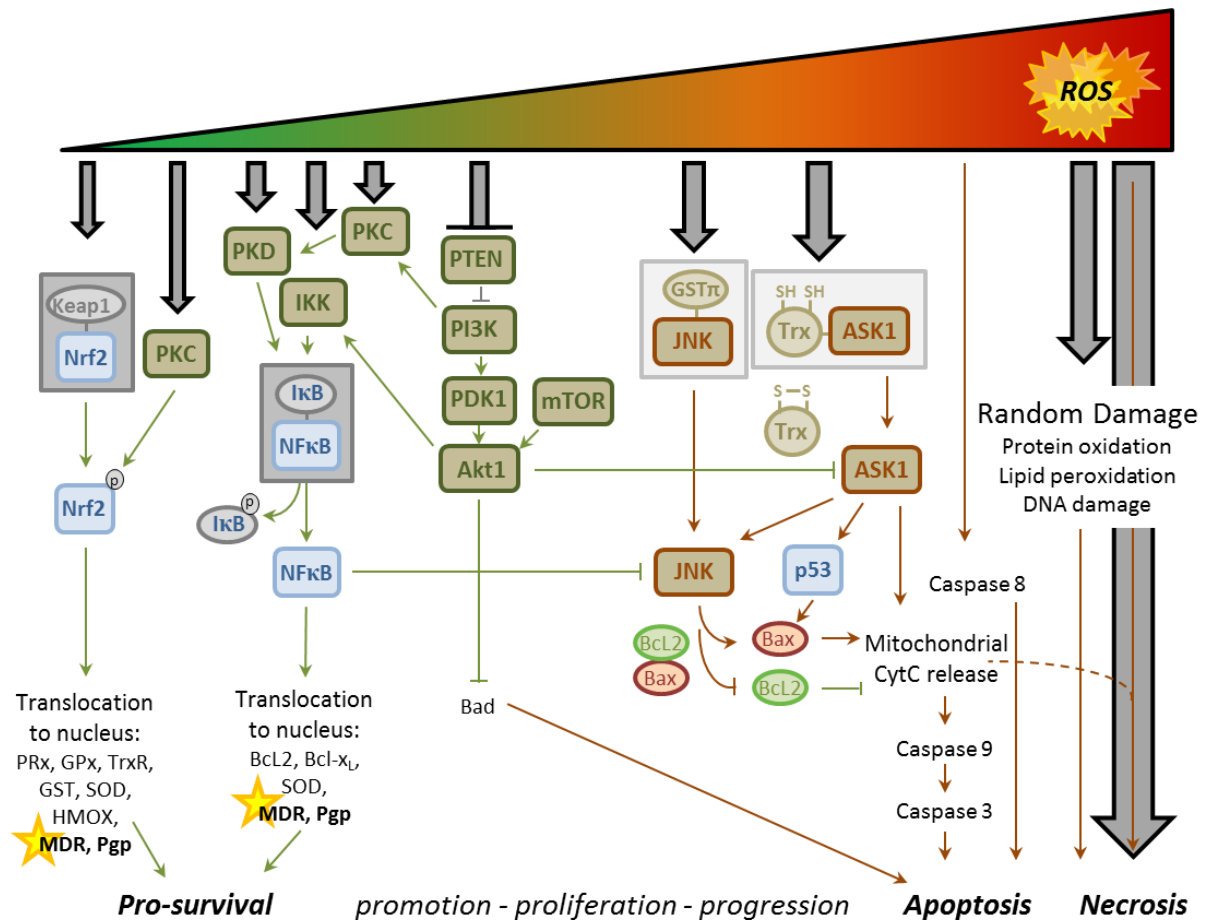 ROS
PKC
PKD
PTEN
Keap1
Nrf2
IKK
PI3K
PKC
GSTπ
JNK
SH SH
Trx
ASK1
IκB
NFκB
PDK1
mTOR
S–S
Trx
Random Damage
Protein oxidation
Lipid peroxidation
DNA damage
Akt1
ASK1
p
Nrf2
p
IκB
NFκB
JNK
p53
Caspase 8
BcL2
Bax
Bax
BcL2
Mitochondrial
CytC release
Translocation
to nucleus:
PRx, GPx, TrxR,
GST, SOD,
HMOX,
MDR, Pgp
Translocation
to nucleus:
BcL2, Bcl-xL,
SOD,
MDR, Pgp
Bad
Caspase 9
Caspase 3
Pro-survival
promotion - proliferation - progression
Apoptosis
Necrosis